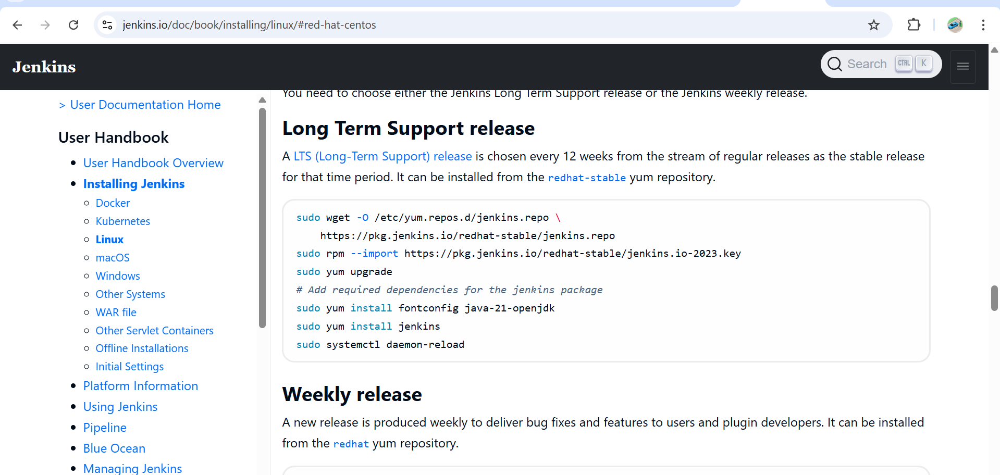 jenkins.io/doc/book/installing/linux/#red-hat-centos
Jenkins
Search CTRL K
> User Documentation Home
User Handbook
User Handbook Overview
Installing Jenkins
Docker
Kubernetes
Linux
macOS
Windows
Other Systems
WAR file
Other Servlet Containers
Offline Installations
Initial Settings
Platform Information
Using Jenkins
Pipeline
Blue Ocean
Managing Jenkins
You need to choose either the Jenkins Long Term Support release or the Jenkins weekly release.
Long Term Support release
A LTS (Long-Term Support) release is chosen every 12 weeks from the stream of regular releases as the stable release
for that time period. It can be installed from the redhat-stable yum repository.
sudo wget -O /etc/yum.repos.d/jenkins.repo \
https://pkg.jenkins.io/redhat-stable/jenkins.repo
sudo rpm --import https://pkg.jenkins.io/redhat-stable/jenkins.io-2023.key
sudo yum upgrade
# Add required dependencies for the jenkins package
sudo yum install fontconfig java-21-openjdk
sudo yum install jenkins
sudo systemctl daemon-reload
Weekly release
A new release is produced weekly to deliver bug fixes and features to users and plugin developers. It can be installed
from the redhat yum repository.